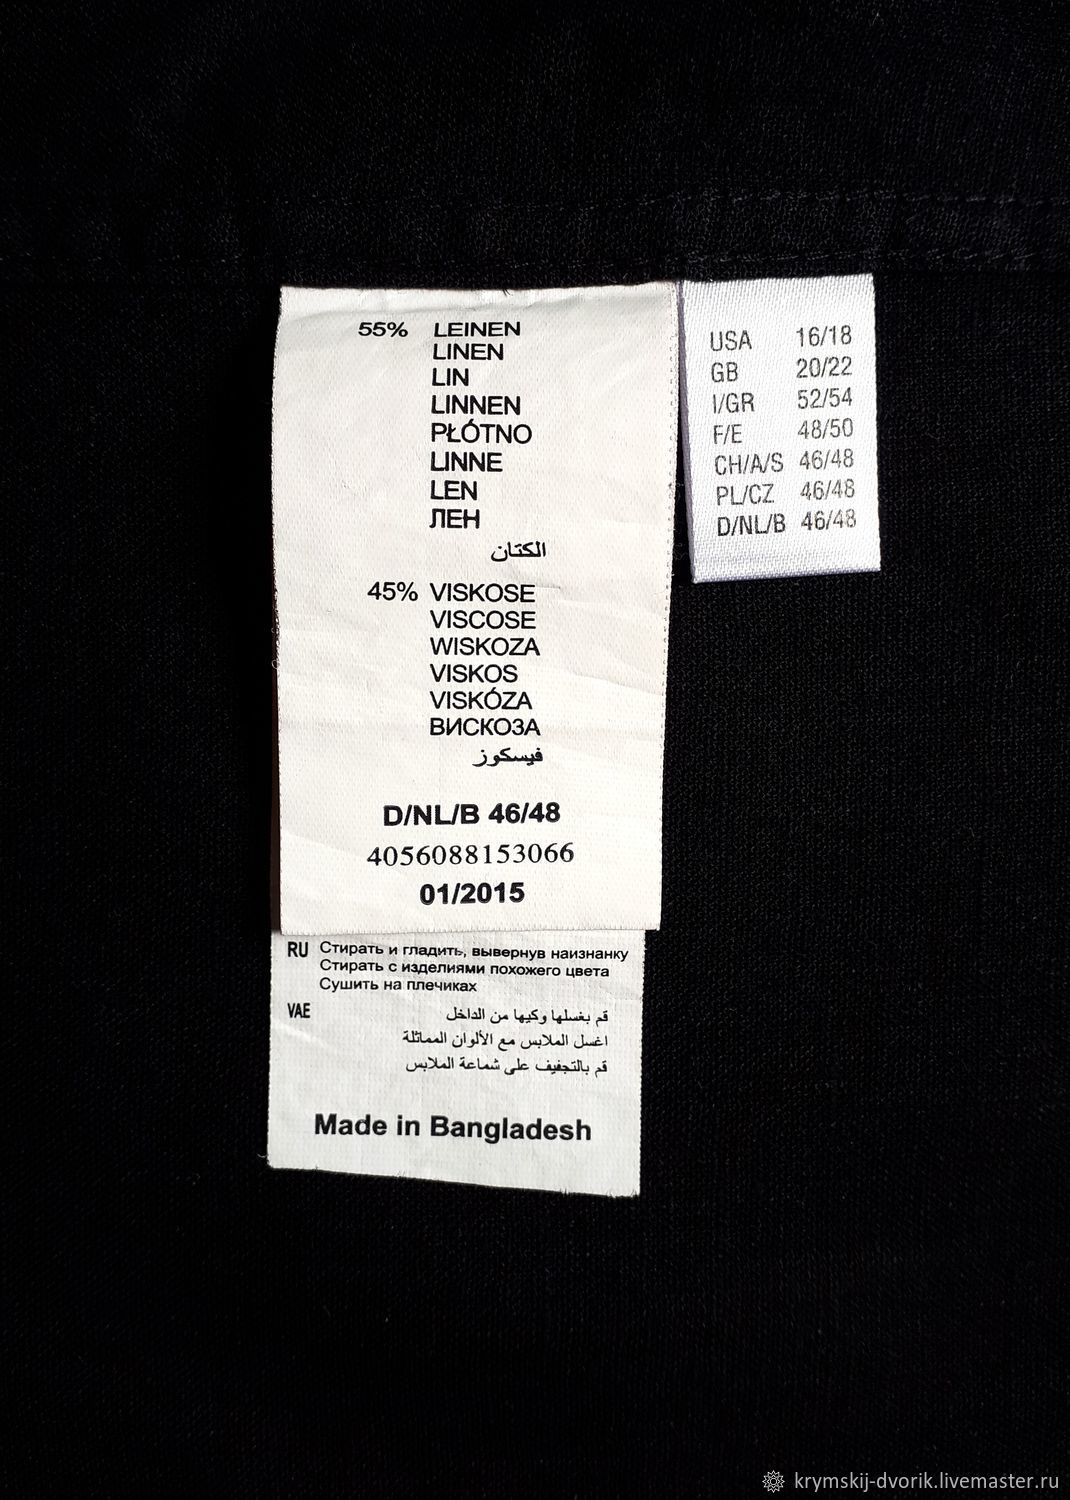 55% LEINEN
LINEN
LIN
LINNEN
PŁÓTNO
LINNE
LEN
ЛЕН
الكتان
45% VISKOSE
VISCOSE
WISKOZA
VISKOS
VISKÓZA
ВИСКОЗА
فيسكوز
D/NL/B 46/48
4056088153066
01/2015
USA 16/18
GB 20/22
I/GR 52/54
F/E 48/50
CH/A/S 46/48
PL/CZ 46/48
D/NL/B 46/48
RU Стирать и гладить, вывернув наизнанку
Стирать с изделиями похожего цвета
Сушить на плечиках
VAE قم بغسلها وكيها من الداخل
اغسل الملابس مع الألوان المماثلة
قم بالتجفيف على شماعة الملابس
Made in Bangladesh
krymskij-dvorik.livemaster.ru